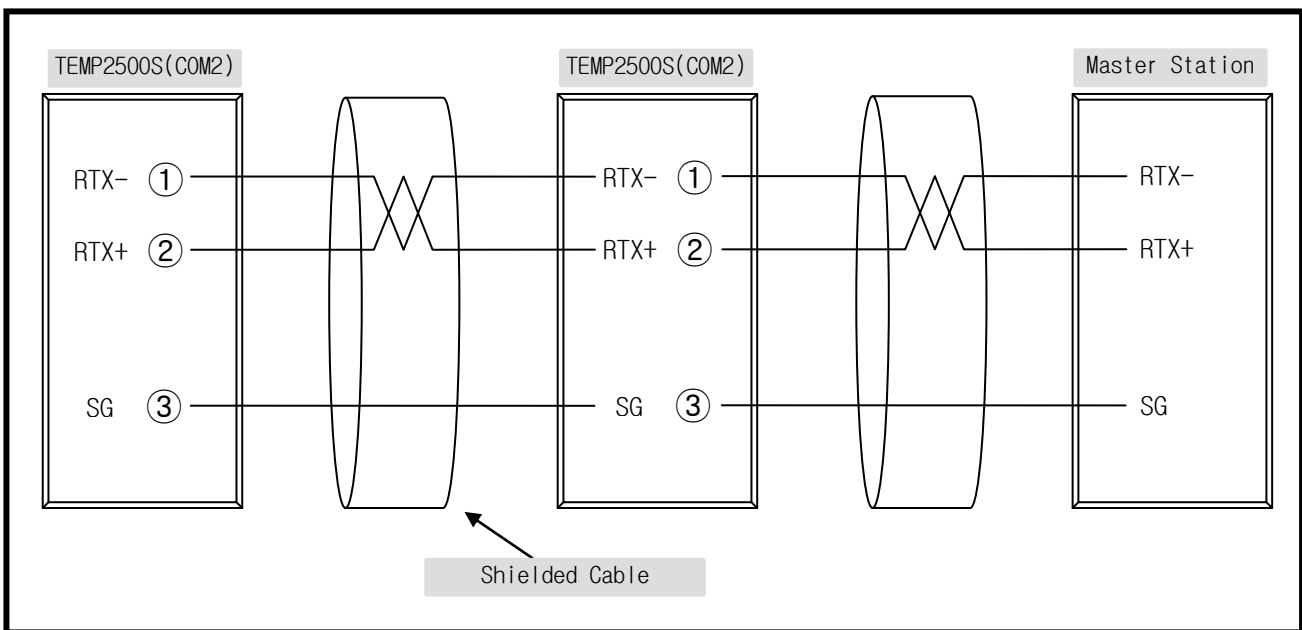 TEMP2500S(COM2) TEMP2500S(COM2) Master Station
RTX- ① RTX- ① RTX-
RTX+ ② RTX+ ② RTX+
SG ③ SG ③ SG
Shielded Cable